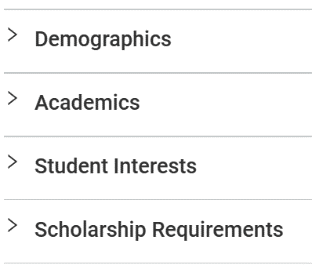 Demographics
Academics
Student Interests
Scholarship Requirements